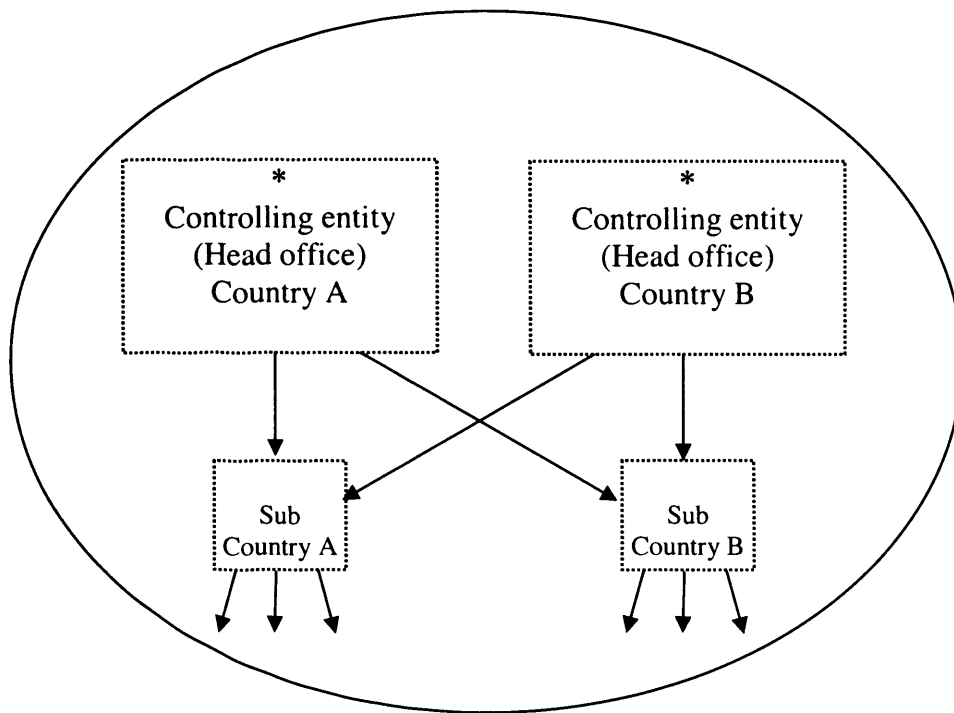 *
Controlling entity
(Head office)
Country A
*
Controlling entity
(Head office)
Country B
Sub
Country A
Sub
Country B